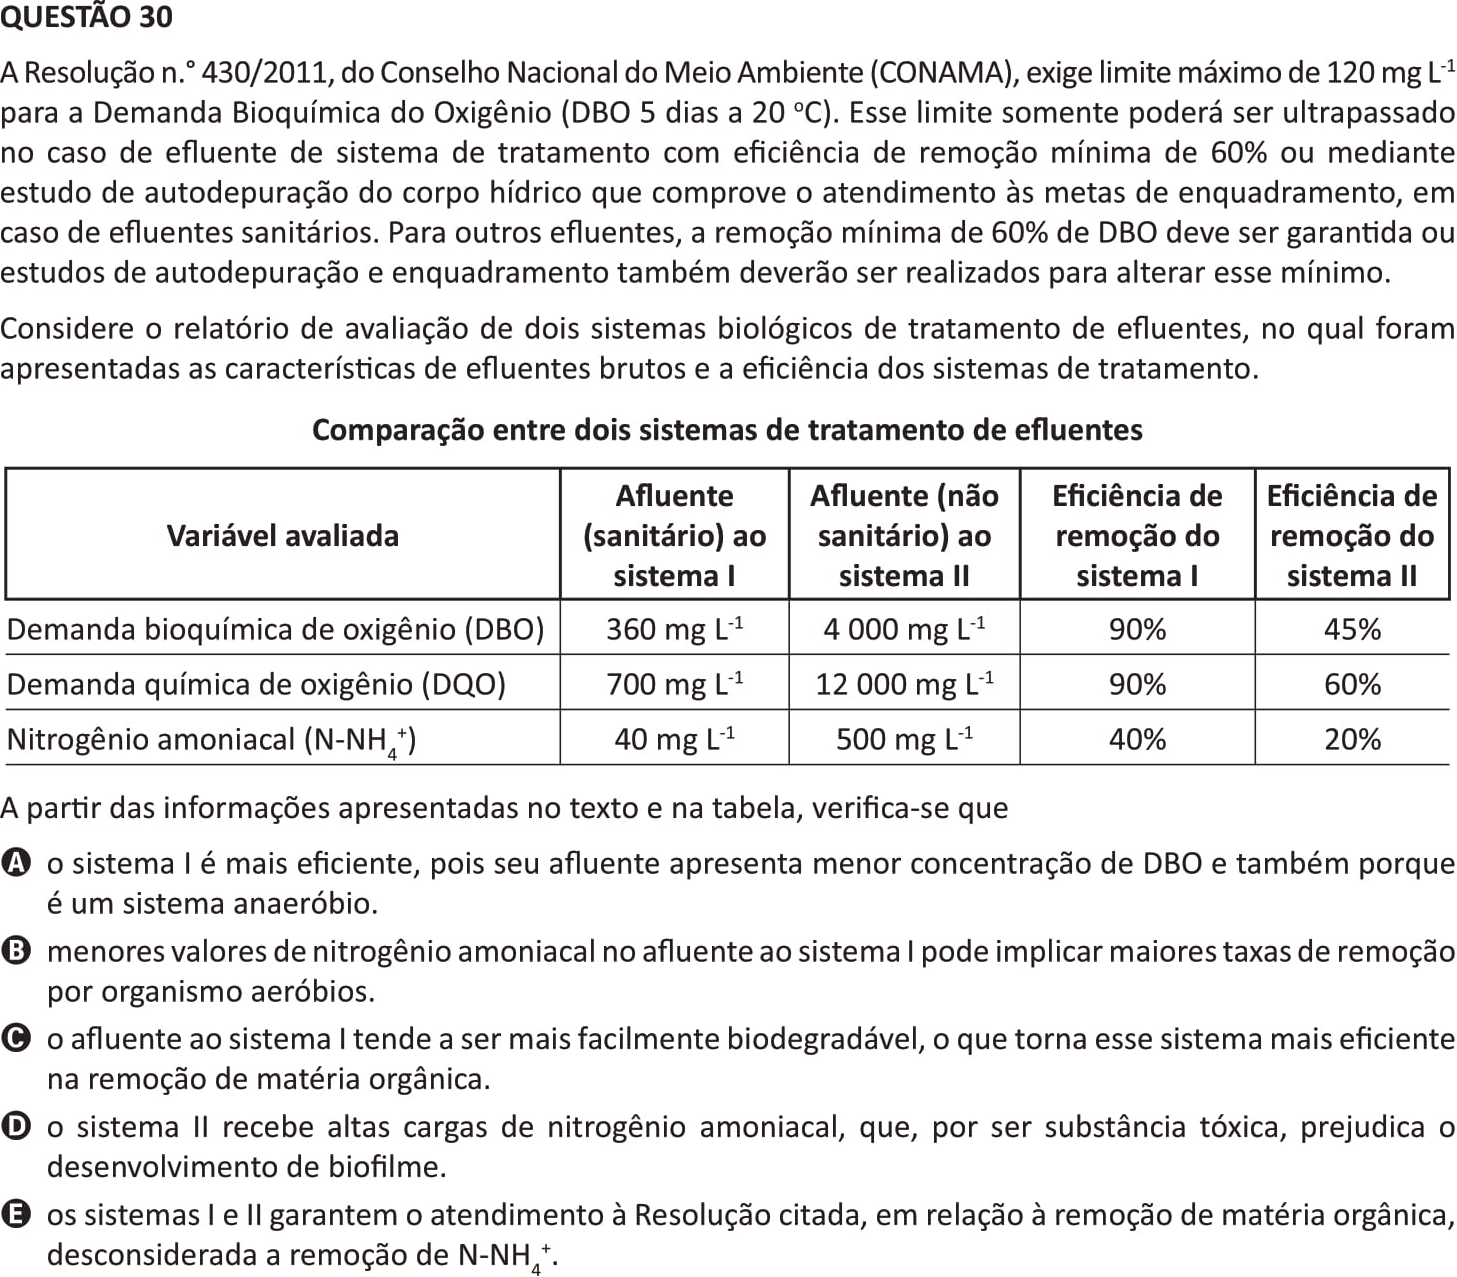 QUESTÃO 30
A Resolução n.° 430/2011, do Conselho Nacional do Meio Ambiente (CONAMA), exige limite máximo de 120 mg L⁻¹
para a Demanda Bioquímica do Oxigênio (DBO 5 dias a 20 ºC). Esse limite somente poderá ser ultrapassado
no caso de efluente de sistema de tratamento com eficiência de remoção mínima de 60% ou mediante
estudo de autodepuração do corpo hídrico que comprove o atendimento às metas de enquadramento, em
caso de efluentes sanitários. Para outros efluentes, a remoção mínima de 60% de DBO deve ser garantida ou
estudos de autodepuração e enquadramento também deverão ser realizados para alterar esse mínimo.
Considere o relatório de avaliação de dois sistemas biológicos de tratamento de efluentes, no qual foram
apresentadas as características de efluentes brutos e a eficiência dos sistemas de tratamento.
Comparação entre dois sistemas de tratamento de efluentes
Variável avaliada
Afluente
(sanitário) ao
sistema I
Afluente (não
sanitário) ao
sistema II
Eficiência de
remoção do
sistema I
Eficiência de
remoção do
sistema II
Demanda bioquímica de oxigênio (DBO) 360 mg L⁻¹ 4 000 mg L⁻¹ 90% 45%
Demanda química de oxigênio (DQO) 700 mg L⁻¹ 12 000 mg L⁻¹ 90% 60%
Nitrogênio amoniacal (N-NH₄⁺) 40 mg L⁻¹ 500 mg L⁻¹ 40% 20%
A partir das informações apresentadas no texto e na tabela, verifica-se que
A o sistema I é mais eficiente, pois seu afluente apresenta menor concentração de DBO e também porque
é um sistema anaeróbio.
B menores valores de nitrogênio amoniacal no afluente ao sistema I pode implicar maiores taxas de remoção
por organismo aeróbios.
C o afluente ao sistema I tende a ser mais facilmente biodegradável, o que torna esse sistema mais eficiente
na remoção de matéria orgânica.
D o sistema II recebe altas cargas de nitrogênio amoniacal, que, por ser substância tóxica, prejudica o
desenvolvimento de biofilme.
E os sistemas I e II garantem o atendimento à Resolução citada, em relação à remoção de matéria orgânica,
desconsiderada a remoção de N-NH₄⁺.